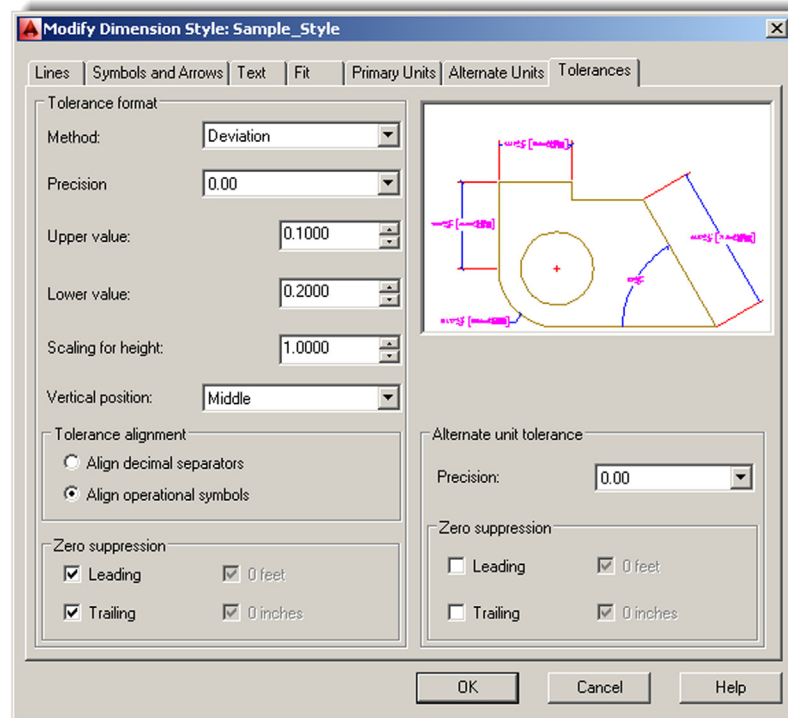 Modify Dimension Style: Sample_Style
Lines Symbols and Arrows Text Fit Primary Units Alternate Units Tolerances
Tolerance format
Method: Deviation
Precision 0.00
Upper value: 0.1000
Lower value: 0.2000
Scaling for height: 1.0000
Vertical position: Middle
Tolerance alignment
Align decimal separators
Align operational symbols
Zero suppression
Leading 0 feet
Trailing 0 inches
Alternate unit tolerance
Precision: 0.00
Zero suppression
Leading 0 feet
Trailing 0 inches
OK Cancel Help